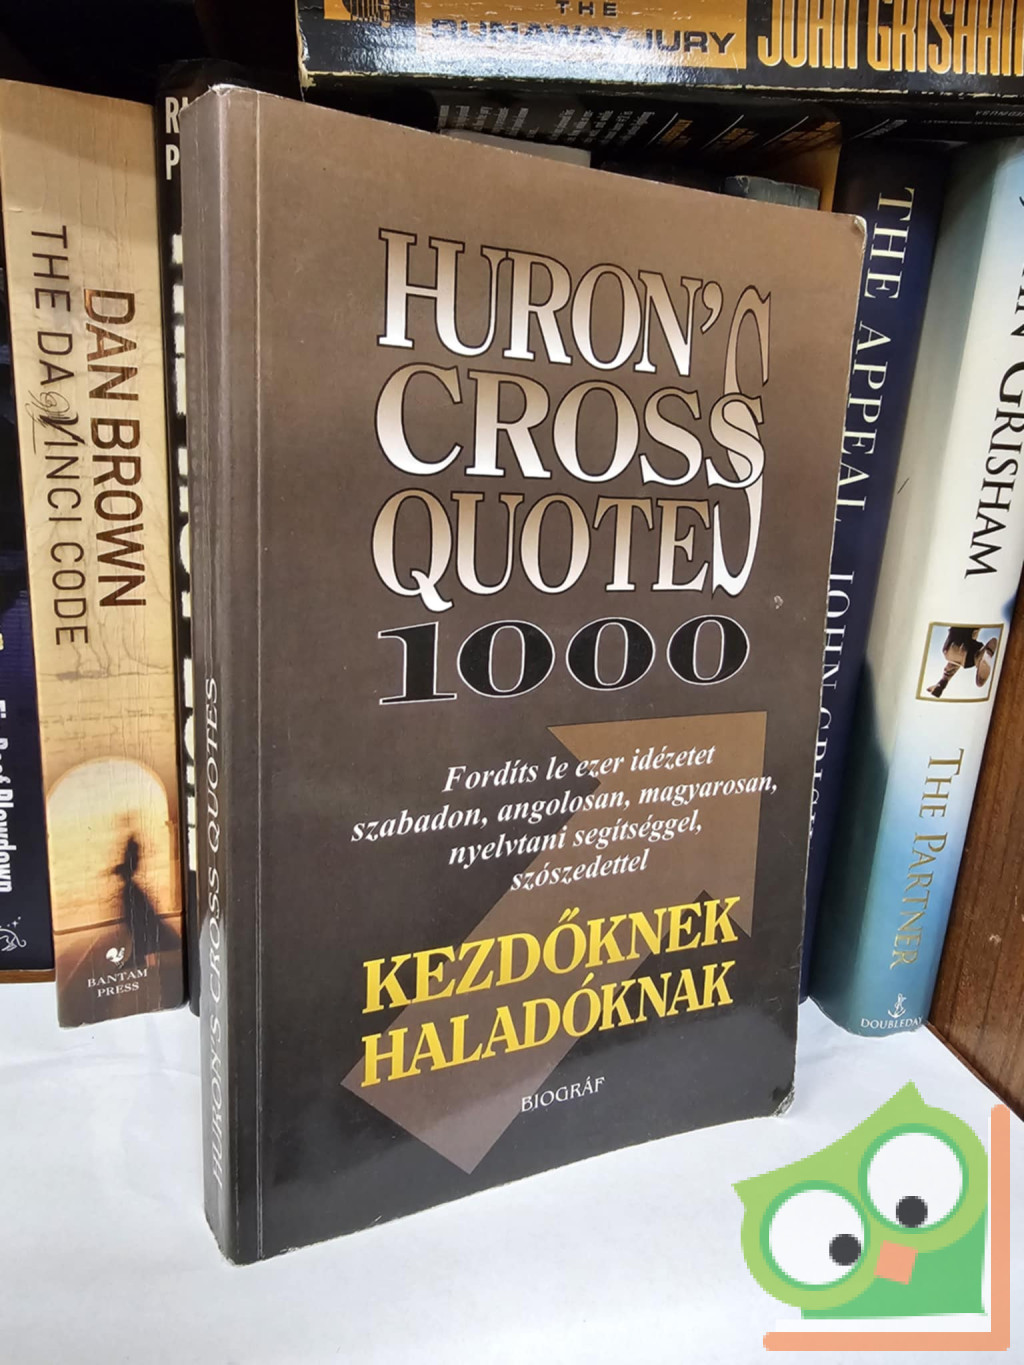 THE
RUNAWAY JURY
JOHN GRISHAM
DAN BROWN
THE DA VINCI CODE
BANTAM
PRESS
HURON'S CROSS QUOTES
HURON'S
CROSS
QUOTES
1000
Fordíts le ezer idézetet
szabadon, angolosan, magyarosan,
nyelvtani segítséggel,
szószedettel
KEZDŐKNEK
HALADÓKNAK
BIOGRÁF
THE APPEAL JOHN GRISH
GRISHAM
THE PARTNER
DOUBLEDAY